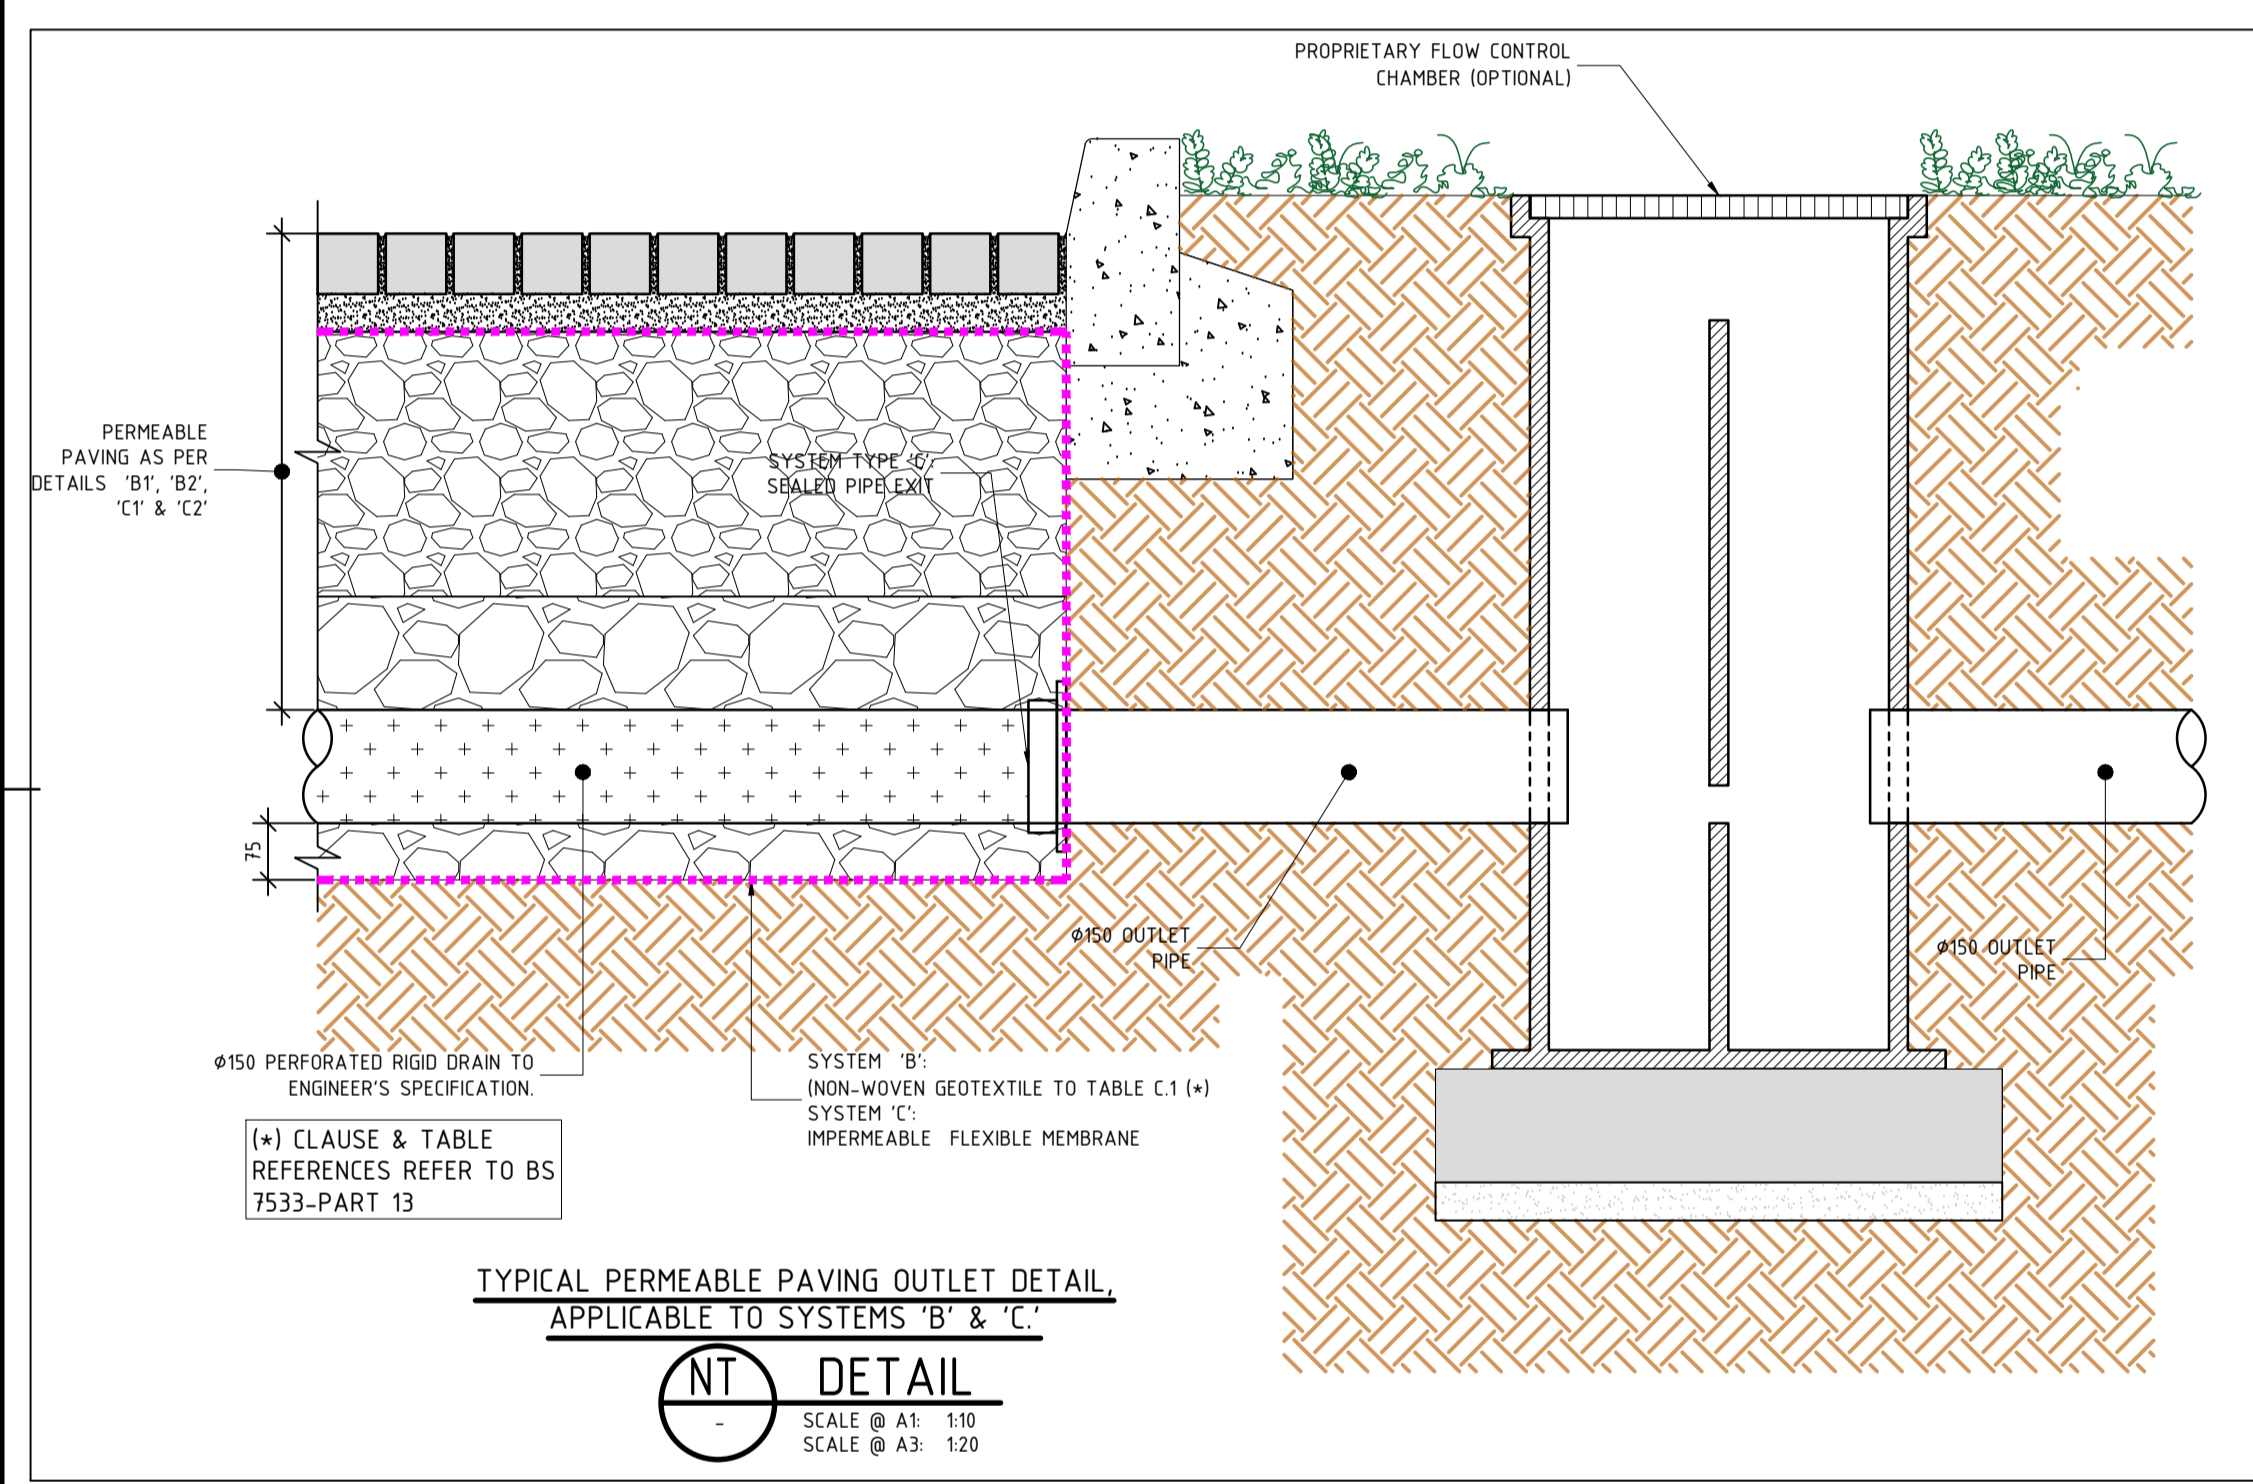 PROPRIETARY FLOW CONTROL
CHAMBER (OPTIONAL)
PERMEABLE
PAVING AS PER
DETAILS 'B1', 'B2',
'C1' & 'C2'
SYSTEM TYPE 'C':
SEALED PIPE EXIT
75
Ø150 OUTLET
PIPE
Ø150 OUTLET
PIPE
Ø150 PERFORATED RIGID DRAIN TO
ENGINEER'S SPECIFICATION.
SYSTEM 'B':
(NON-WOVEN GEOTEXTILE TO TABLE C.1 (*)
SYSTEM 'C':
IMPERMEABLE FLEXIBLE MEMBRANE
(*) CLAUSE & TABLE
REFERENCES REFER TO BS
7533-PART 13
TYPICAL PERMEABLE PAVING OUTLET DETAIL,
APPLICABLE TO SYSTEMS 'B' & 'C.'
NT DETAIL
-
SCALE @ A1: 1:10
SCALE @ A3: 1:20